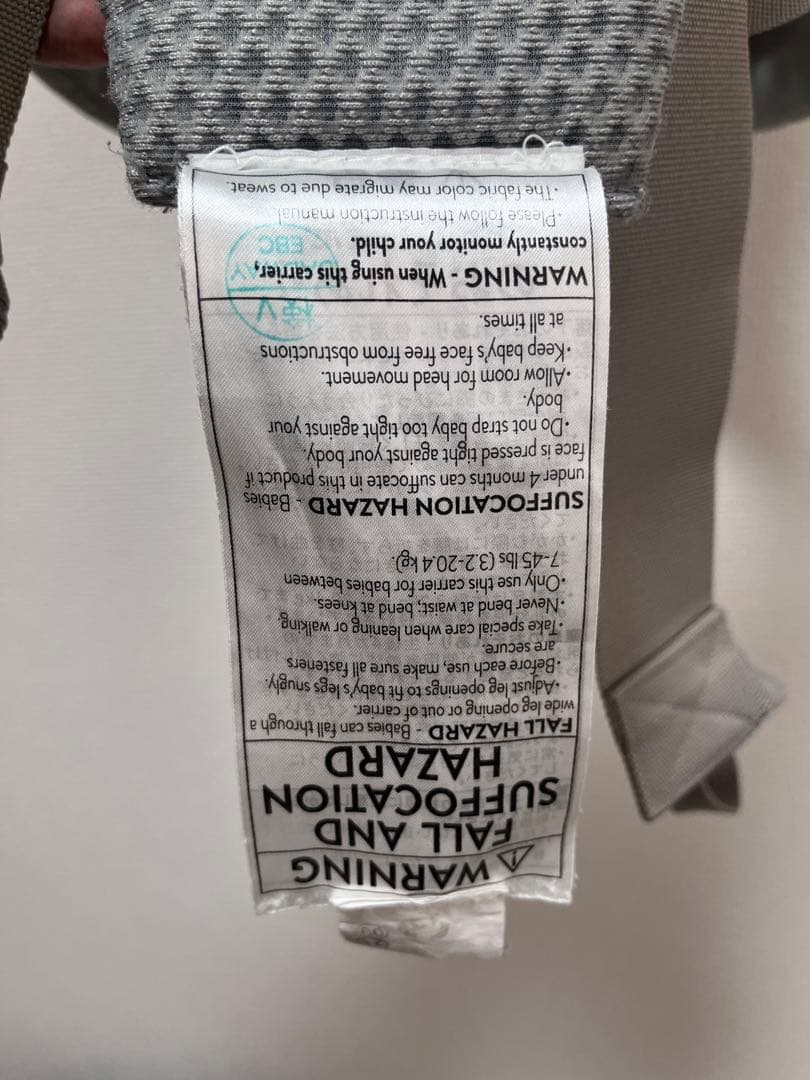 ⚠ WARNING
FALL AND
SUFFOCATION
HAZARD
FALL HAZARD - Babies can fall through a
wide leg opening or out of carrier.
•Adjust leg openings to fit baby's legs snugly.
•Before each use, make sure all fasteners
are secure.
•Take special care when leaning or walking.
•Never bend at waist; bend at knees.
•Only use this carrier for babies between
7-45 lbs (3.2-20.4 kg).
SUFFOCATION HAZARD - Babies
under 4 months can suffocate in this product if
face is pressed tight against your body.
•Do not strap baby too tight against your
body.
•Allow room for head movement.
•Keep baby's face free from obstructions
at all times.
WARNING - When using this carrier,
constantly monitor your child.
•Please follow the instruction manual
•The fabric color may migrate due to sweat.
検 V
DADWAY
EBC